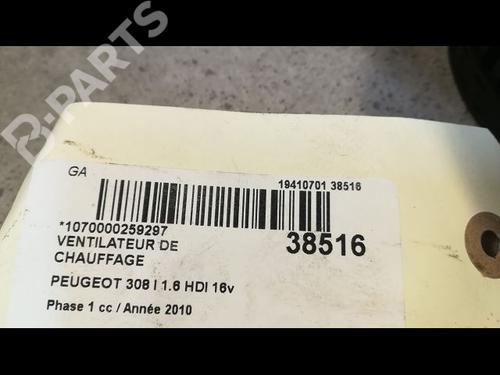 B-PARTS
GA
19410701 38516
*1070000259297
38516
VENTILATEUR DE
CHAUFFAGE
PEUGEOT 308 I 1.6 HDI 16v
Phase 1 cc / Année 2010